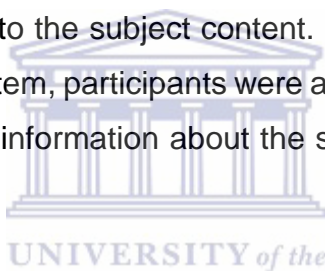 to the subject content.
tem, participants were a
information about the s
UNIVERSITY of the